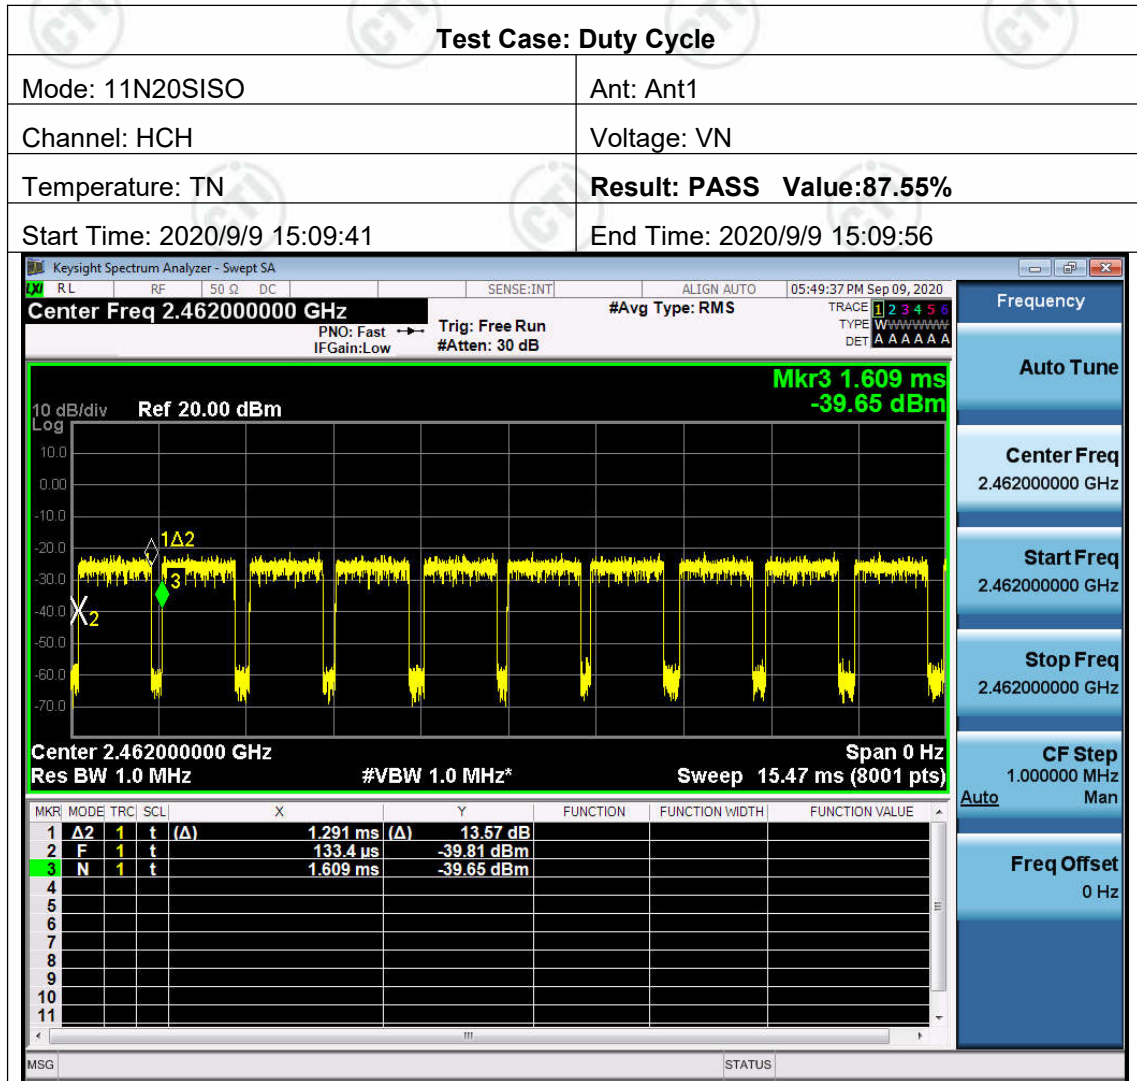 Test Case: Duty Cycle
Mode: 11N20SISO Ant: Ant1
Channel: HCH Voltage: VN
Temperature: TN Result: PASS Value:87.55%
Start Time: 2020/9/9 15:09:41 End Time: 2020/9/9 15:09:56
Keysight Spectrum Analyzer - Swept SA
LXI RL RF 50 Ω DC SENSE:INT ALIGN AUTO 05:49:37 PM Sep 09, 2020
Center Freq 2.462000000 GHz #Avg Type: RMS TRACE 1 2 3 4 5 6
PNO: Fast Trig: Free Run TYPE WWWWWW
IFGain:Low #Atten: 30 dB DET A A A A A A
Frequency
Auto Tune
Mkr3 1.609 ms
-39.65 dBm
10 dB/div Ref 20.00 dBm
Log
10.0
0.00
-10.0
-20.0
-30.0
-40.0
-50.0
-60.0
-70.0
1Δ2
3
X2
Center 2.462000000 GHz Span 0 Hz
Res BW 1.0 MHz #VBW 1.0 MHz* Sweep 15.47 ms (8001 pts)
Center Freq
2.462000000 GHz
Start Freq
2.462000000 GHz
Stop Freq
2.462000000 GHz
CF Step
1.000000 MHz
Auto Man
Freq Offset
0 Hz
MKR MODE TRC SCL X Y FUNCTION FUNCTION WIDTH FUNCTION VALUE
1 Δ2 1 t (Δ) 1.291 ms (Δ) 13.57 dB
2 F 1 t 133.4 µs -39.81 dBm
3 N 1 t 1.609 ms -39.65 dBm
4
5
6
7
8
9
10
11
MSG STATUS
CTI
CTI
CTI
CTI
CTI
CTI